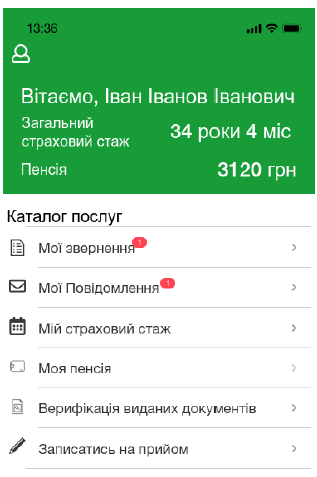 13:36
Вітаємо, Іван Іванов Іванович
Загальний
страховий стаж
34 роки 4 міс
Пенсія
3120 грн
Каталог послуг
Мої звернення 1
Мої Повідомлення 1
Мій страховий стаж
Моя пенсія
Верифікація виданих документів
Записатись на прийом